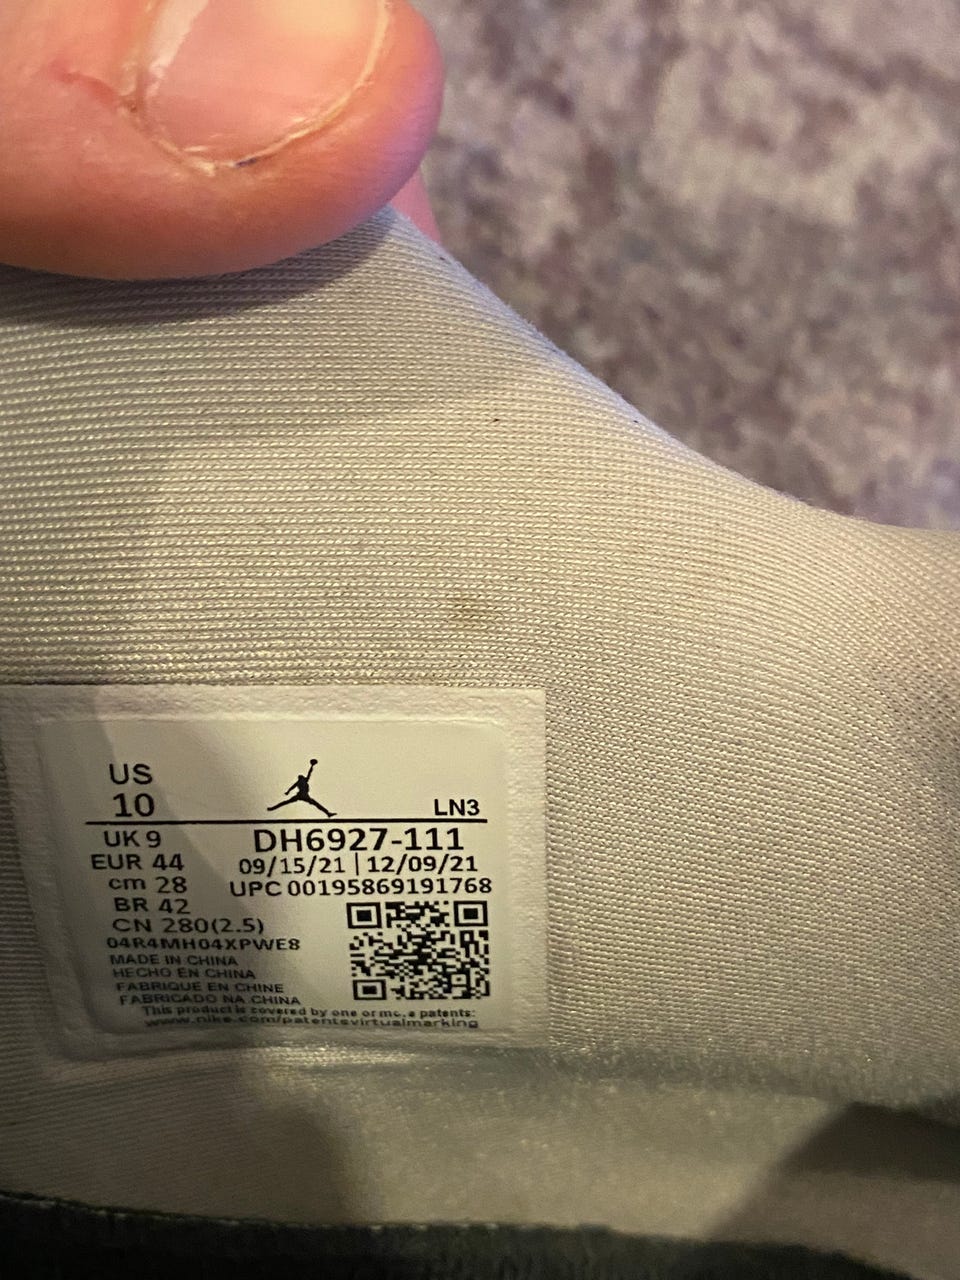 US
10
LN3
UK 9
DH6927-111
EUR 44
09/15/21 | 12/09/21
cm 28
UPC 00195869191768
BR 42
CN 280(2.5)
04R4MH04XPWE8
MADE IN CHINA
HECHO EN CHINA
FABRIQUE EN CHINE
FABRICADO NA CHINA
This product is covered by one or more patents:
www.nike.com/patentsvirtualmarking